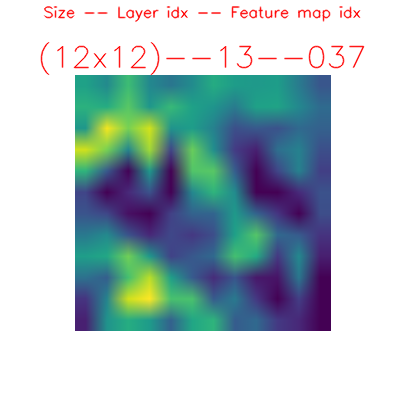 Size -- Layer idx -- Feature map idx
(12x12)--13--037